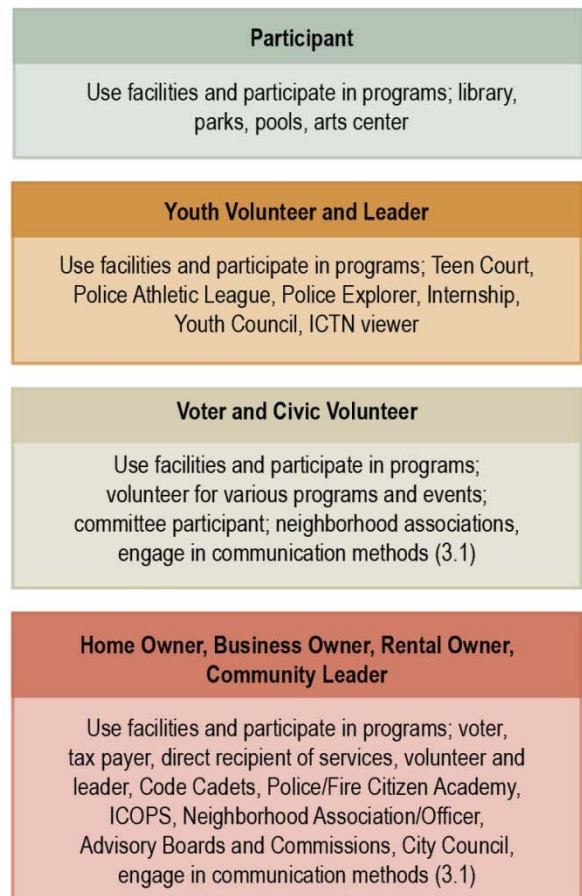 Participant
Use facilities and participate in programs; library,
parks, pools, arts center
Youth Volunteer and Leader
Use facilities and participate in programs; Teen Court,
Police Athletic League, Police Explorer, Internship,
Youth Council, ICTN viewer
Voter and Civic Volunteer
Use facilities and participate in programs;
volunteer for various programs and events;
committee participant; neighborhood associations,
engage in communication methods (3.1)
Home Owner, Business Owner, Rental Owner,
Community Leader
Use facilities and participate in programs; voter,
tax payer, direct recipient of services, volunteer and
leader, Code Cadets, Police/Fire Citizen Academy,
ICOPS, Neighborhood Association/Officer,
Advisory Boards and Commissions, City Council,
engage in communication methods (3.1)